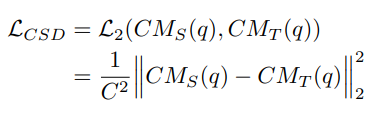 ℒ_{CSD} = ℒ_2(CM_S(q), CM_T(q))
= \frac{1}{C^2} \left\| CM_S(q) − CM_T(q) \right\|_2^2